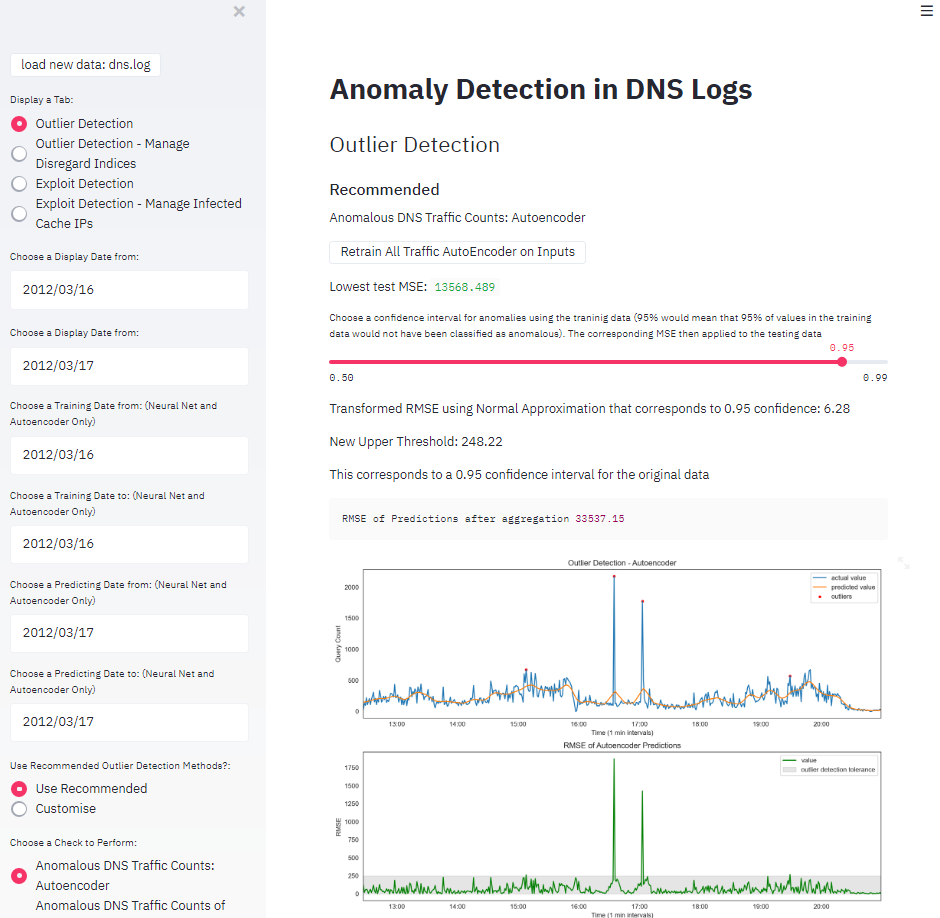 load new data: dns.log
Display a Tab:
Outlier Detection
Outlier Detection - Manage
Disregard Indices
Exploit Detection
Exploit Detection - Manage Infected
Cache IPs
Choose a Display Date from:
2012/03/16
Choose a Display Date from:
2012/03/17
Choose a Training Date from: (Neural Net and
Autoencoder Only)
2012/03/16
Choose a Training Date to: (Neural Net and
Autoencoder Only)
2012/03/16
Choose a Predicting Date from: (Neural Net and
Autoencoder Only)
2012/03/17
Choose a Predicting Date to: (Neural Net and
Autoencoder Only)
2012/03/17
Use Recommended Outlier Detection Methods?:
Use Recommended
Customise
Choose a Check to Perform:
Anomalous DNS Traffic Counts:
Autoencoder
Anomalous DNS Traffic Counts of
Anomaly Detection in DNS Logs
Outlier Detection
Recommended
Anomalous DNS Traffic Counts: Autoencoder
Retrain All Traffic AutoEncoder on Inputs
Lowest test MSE: 13568.489
Choose a confidence interval for anomalies using the traninig data (95% would mean that 95% of values in the training
data would not have been classified as anomalous). The corresponding MSE then applied to the testing data
0.95
0.50 0.99
Transformed RMSE using Normal Approximation that corresponds to 0.95 confidence: 6.28
New Upper Threshold: 248.22
This corresponds to a 0.95 confidence interval for the original data
RMSE of Predictions after aggregation 33537.15
Outlier Detection - Autoencoder
actual value
predicted value
outliers
Query Count
2000
1500
1000
500
0
13:00 14:00 15:00 16:00 17:00 18:00 19:00 20:00
Time (1 min intervals)
RMSE of Autoencoder Predictions
value
outlier detection tolerance
RMSE
1750
1500
1250
1000
750
500
250
0
13:00 14:00 15:00 16:00 17:00 18:00 19:00 20:00
Time (1 min intervals)